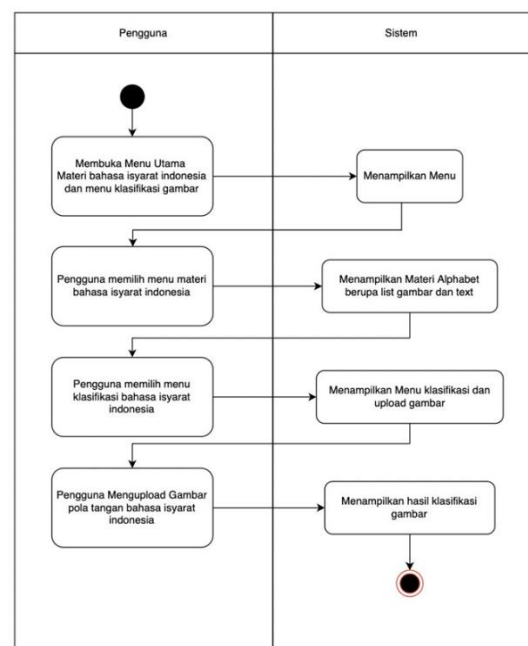 Pengguna
Sistem
Membuka Menu Utama
Materi bahasa isyarat indonesia
dan menu klasifikasi gambar
Menampilkan Menu
Pengguna memilih menu materi
bahasa isyarat indonesia
Menampilkan Materi Alphabet
berupa list gambar dan text
Pengguna memilih menu
klasifikasi bahasa isyarat
indonesia
Menampilkan Menu klasifikasi dan
upload gambar
Pengguna Mengupload Gambar
pola tangan bahasa isyarat
indonesia
Menampilkan hasil klasifikasi
gambar